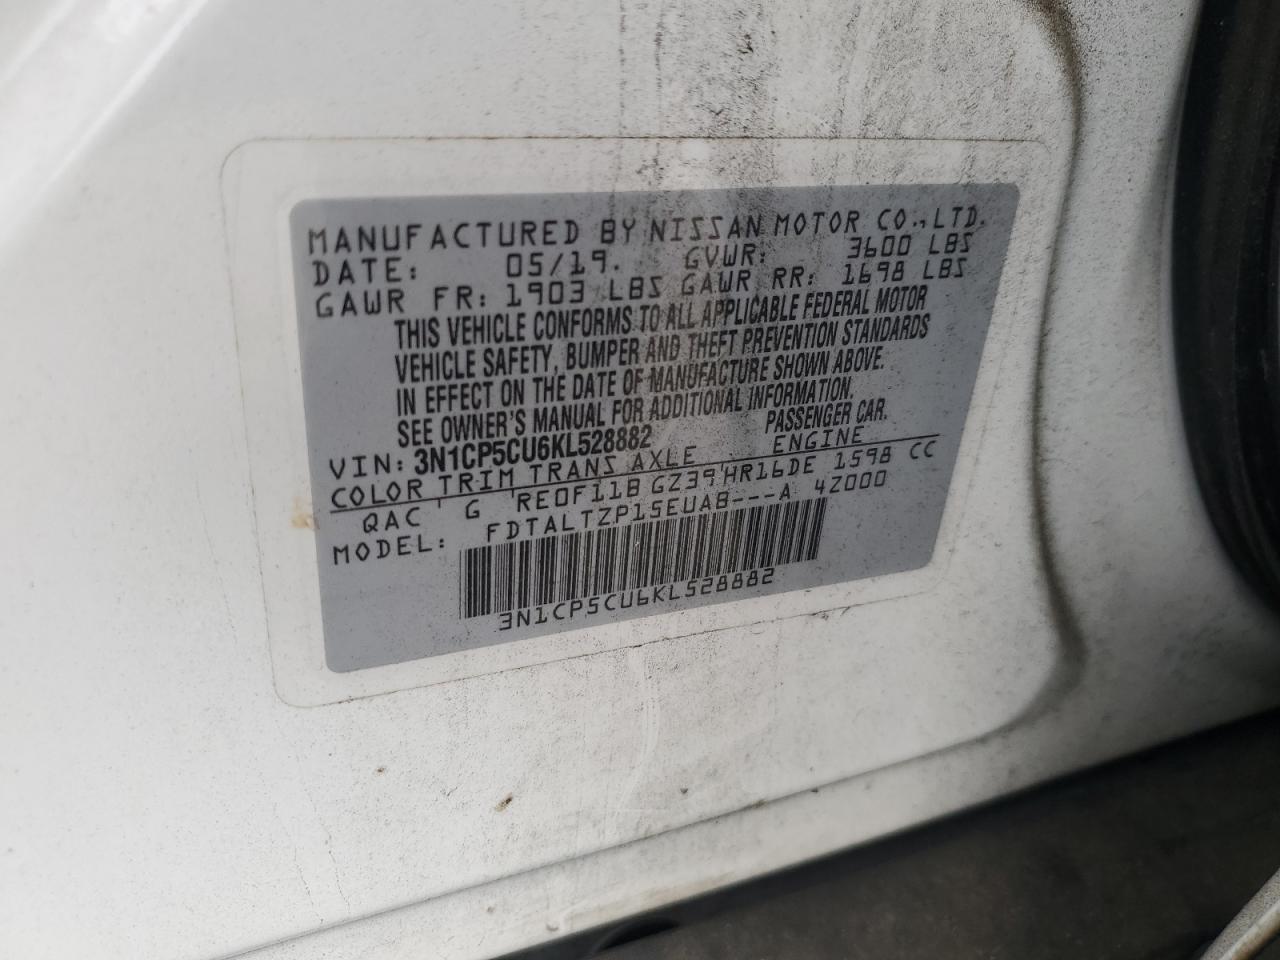 MANUFACTURED BY NISSAN MOTOR CO., LTD.
DATE: 05/19. GVWR: 3600 LBS
GAWR FR: 1903 LBS GAWR RR: 1698 LBS
THIS VEHICLE CONFORMS TO ALL APPLICABLE FEDERAL MOTOR
VEHICLE SAFETY, BUMPER AND THEFT PREVENTION STANDARDS
IN EFFECT ON THE DATE OF MANUFACTURE SHOWN ABOVE.
SEE OWNER'S MANUAL FOR ADDITIONAL INFORMATION.
VIN: 3N1CP5CU6KL528882 PASSENGER CAR.
COLOR TRIM TRANS AXLE ENGINE
QAC G RE0F11B GZ39 HR16DE 1598 CC
MODEL: FDTALTZP15EUAB---A 4Z000
3N1CP5CU6KL528882